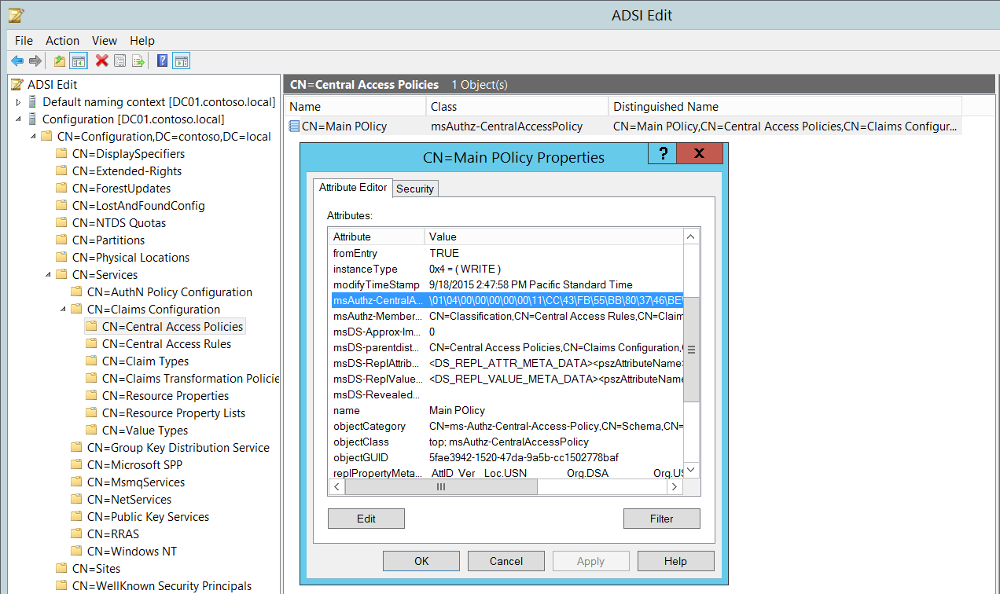 ADSI Edit
File Action View Help
ADSI Edit
Default naming context [DC01.contoso.local]
Configuration [DC01.contoso.local]
CN=Configuration,DC=contoso,DC=local
CN=DisplaySpecifiers
CN=Extended-Rights
CN=ForestUpdates
CN=LostAndFoundConfig
CN=NTDS Quotas
CN=Partitions
CN=Physical Locations
CN=Services
CN=AuthN Policy Configuration
CN=Claims Configuration
CN=Central Access Policies
CN=Central Access Rules
CN=Claim Types
CN=Claims Transformation Policie
CN=Resource Properties
CN=Resource Property Lists
CN=Value Types
CN=Group Key Distribution Service
CN=Microsoft SPP
CN=MsmqServices
CN=NetServices
CN=Public Key Services
CN=RRAS
CN=Windows NT
CN=Sites
CN=WellKnown Security Principals
CN=Central Access Policies 1 Object(s)
Name Class Distinguished Name
CN=Main POlicy msAuthz-CentralAccessPolicy CN=Main POlicy,CN=Central Access Policies,CN=Claims Configur...
CN=Main POlicy Properties ? X
Attribute Editor Security
Attributes:
Attribute Value
fromEntry TRUE
instanceType 0x4 = ( WRITE )
modifyTimeStamp 9/18/2015 2:47:58 PM Pacific Standard Time
msAuthz-CentralA... \01\04\00\00\00\00\00\11\CC\43\FB\55\BB\80\37\46\BE\
msAuthz-Member... CN=Classification,CN=Central Access Rules,CN=Claim
msDS-Approx-Im... 0
msDS-parentdist... CN=Central Access Policies,CN=Claims Configuration,
msDS-ReplAttrib... <DS_REPL_ATTR_META_DATA><pszAttributeName>
msDS-ReplValue... <DS_REPL_VALUE_META_DATA><pszAttributeName
msDS-Revealed...
name Main POlicy
objectCategory CN=ms-Authz-Central-Access-Policy,CN=Schema,CN=
objectClass top; msAuthz-CentralAccessPolicy
objectGUID 5fae3942-1520-47da-9a5b-cc1502778baf
replPropertyMeta... AttID Ver Loc.USN Org.DSA Org.US
Edit Filter
OK Cancel Apply Help